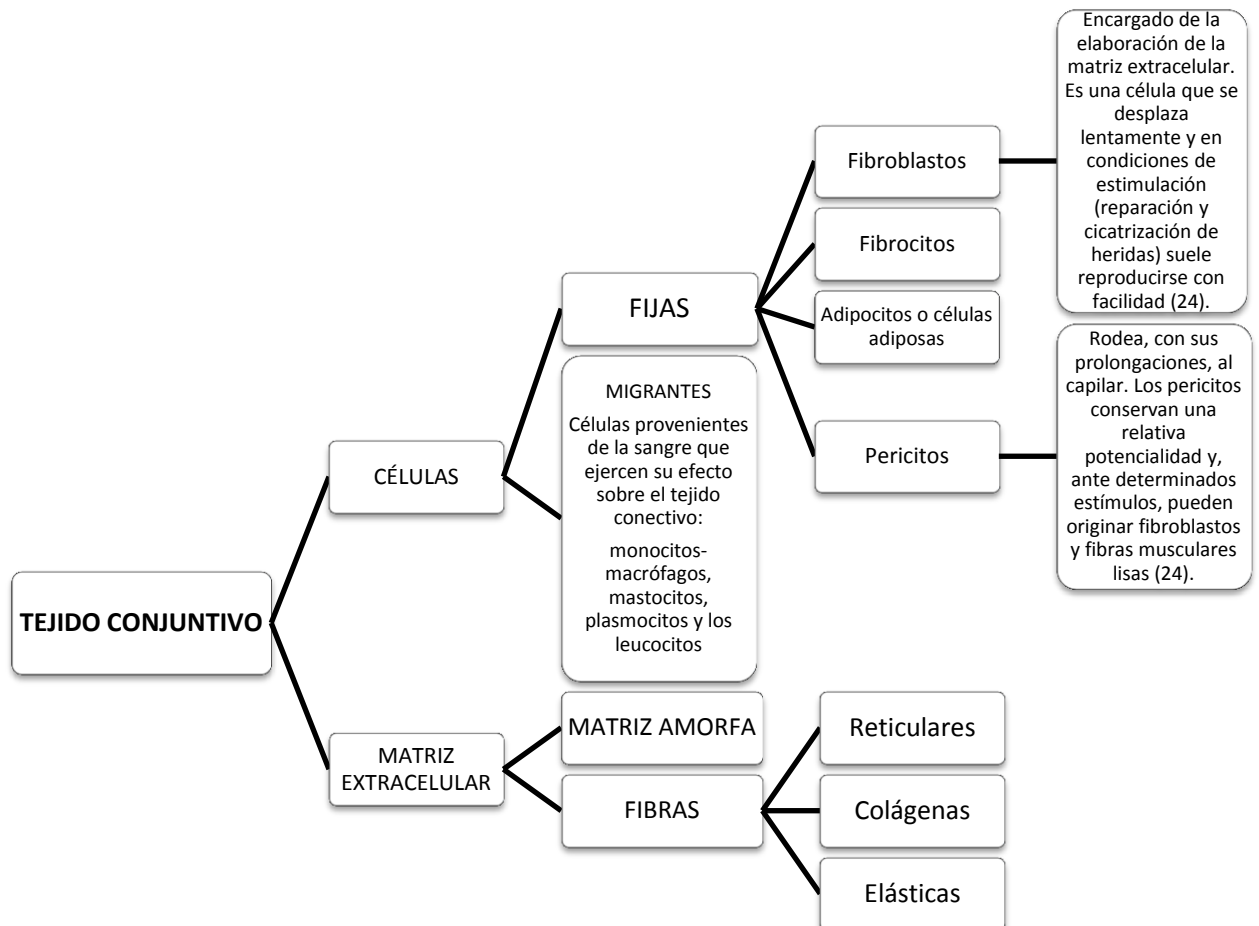 TEJIDO CONJUNTIVO
CÉLULAS
FIJAS
Fibroblastos
Encargado de la
elaboración de la
matriz extracelular.
Es una célula que se
desplaza
lentamente y en
condiciones de
estimulación
(reparación y
cicatrización de
heridas) suele
reproducirse con
facilidad (24).
Fibrocitos
Adipocitos o células
adiposas
Pericitos
Rodea, con sus
prolongaciones, al
capilar. Los pericitos
conservan una
relativa
potencialidad y,
ante determinados
estímulos, pueden
originar fibroblastos
y fibras musculares
lisas (24).
MIGRANTES
Células provenientes
de la sangre que
ejercen su efecto
sobre el tejido
conectivo:
monocitos-
macrófagos,
mastocitos,
plasmocitos y los
leucocitos
MATRIZ
EXTRACELULAR
MATRIZ AMORFA
FIBRAS
Reticulares
Colágenas
Elásticas